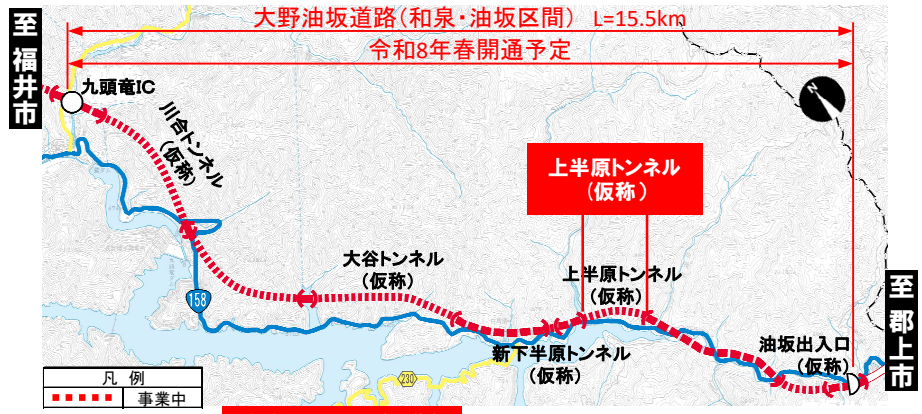 大野油坂道路(和泉・油坂区間) L=15.5km
令和8年春開通予定
至 福井市
九頭竜IC
川合トンネル
(仮称)
上半原トンネル
(仮称)
大谷トンネル
(仮称)
上半原トンネル
(仮称)
158
新下半原トンネル
(仮称)
油坂出入口
(仮称)
至 郡上市
230
N
凡 例
事業中